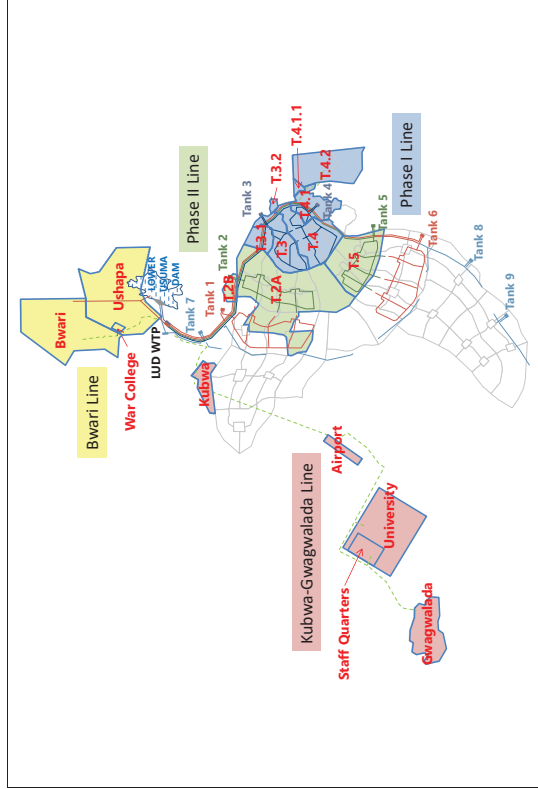 Bwari
Ushapa
LOWER
USUMA
DAM
War College
LUD WTP
Bwari Line
Phase II Line
Phase I Line
Kubwa-Gwagwalada Line
Tank 7
Tank 1
Tank 2
Tank 3
T.3.2
T.4.1.1
T.4.2
T.2B
T.2A
T.3.1
T.3
T.4.1
T.4
Tank 4
T.5
Tank 5
Tank 6
Tank 8
Tank 9
Kubwa
Airport
University
Staff Quarters
Gwagwalada